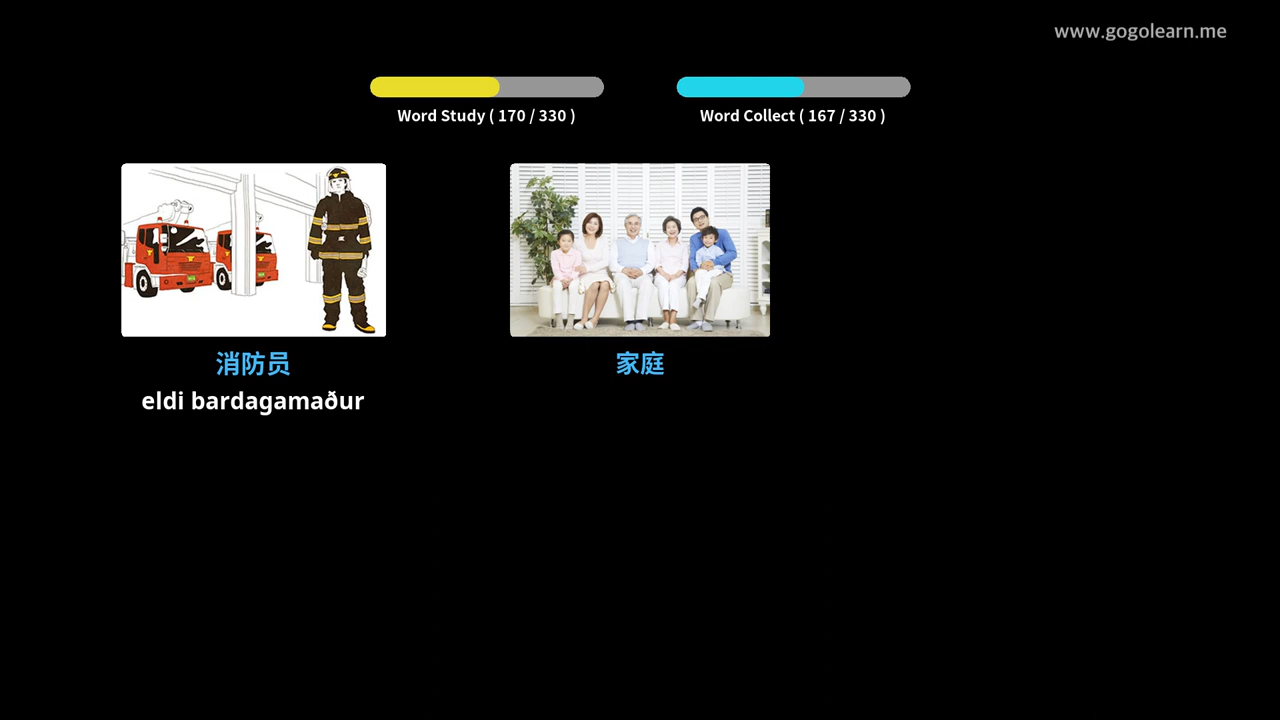 www.gogolearn.me
Word Study ( 170 / 330 )
Word Collect ( 167 / 330 )
消防员
eldi bardagamaður
家庭